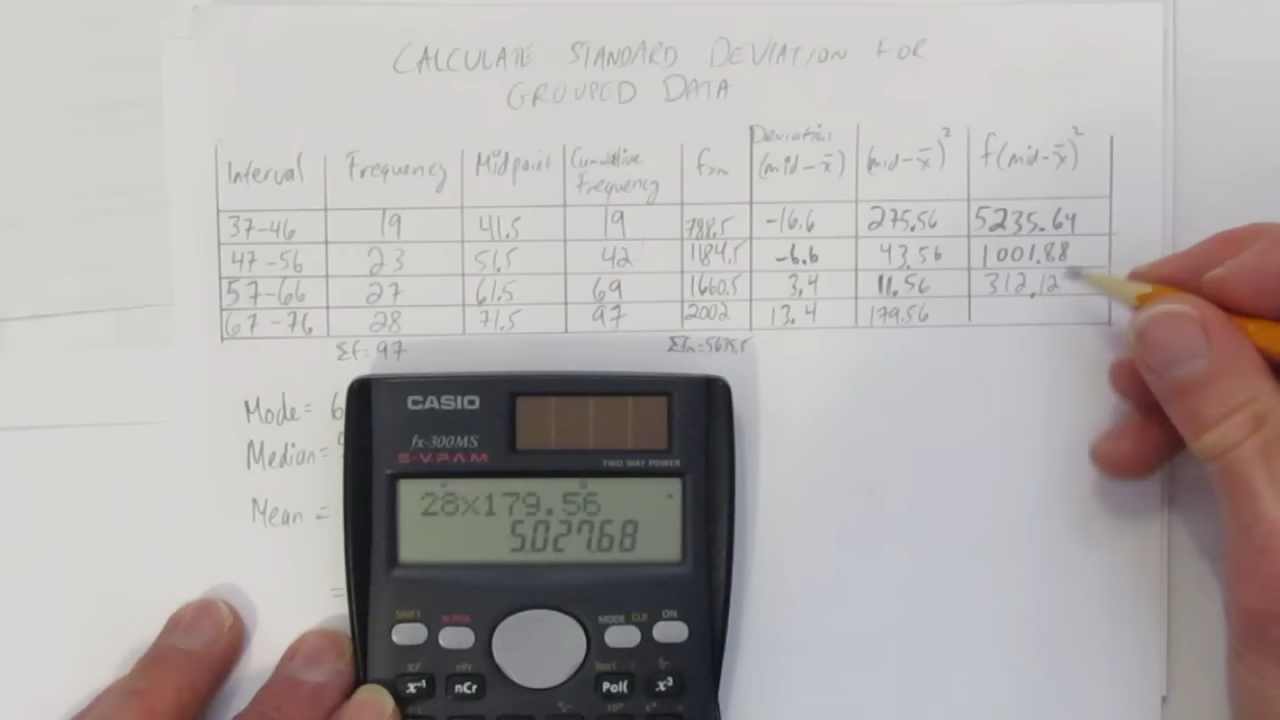 CALCULATE STANDARD DEVIATION FOR
GROUPED DATA
Interval Frequency Midpoint Cumulative Frequency fxm Deviation (mid-x̄) (mid-x̄)² f(mid-x̄)²
37-46 19 41.5 19 788.5 -16.6 275.56 5235.64
47-56 23 51.5 42 1184.5 -6.6 43.56 1001.88
57-66 27 61.5 69 1660.5 3.4 11.56 312.12
67-76 28 71.5 97 2002 13.4 179.56
Σf=97
Mode= 6
Median=
Mean =
=
CASIO
fx-300MS
S-V.P.A.M.
TWO WAY POWER
28x179.56
5027.68
SHIFT ALPHA MODE CLR ON
x! nPr Rec(
x⁻¹ nCr Pol( x³